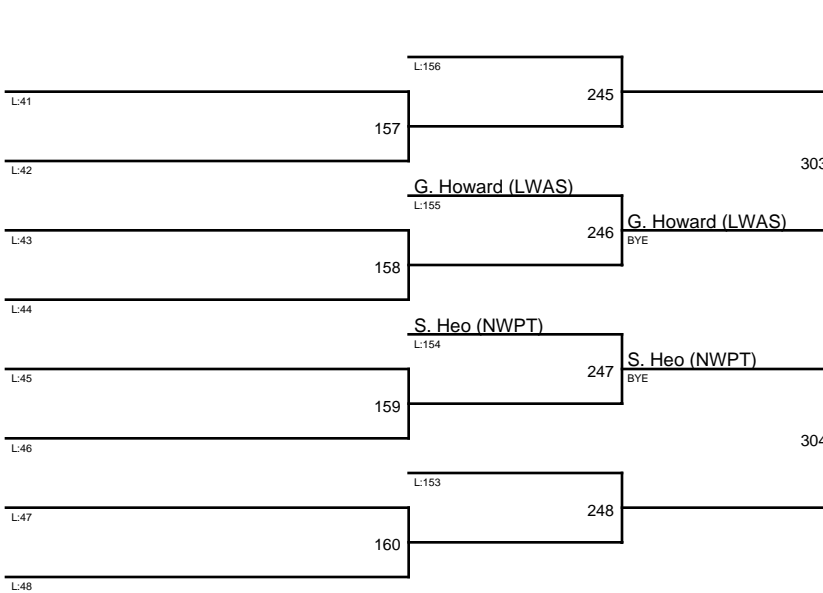 L:156
245
L:41
157
L:42
303
G. Howard (LWAS)
L:155
246
G. Howard (LWAS)
BYE
L:43
158
L:44
S. Heo (NWPT)
L:154
247
S. Heo (NWPT)
BYE
L:45
159
L:46
304
L:153
248
L:47
160
L:48